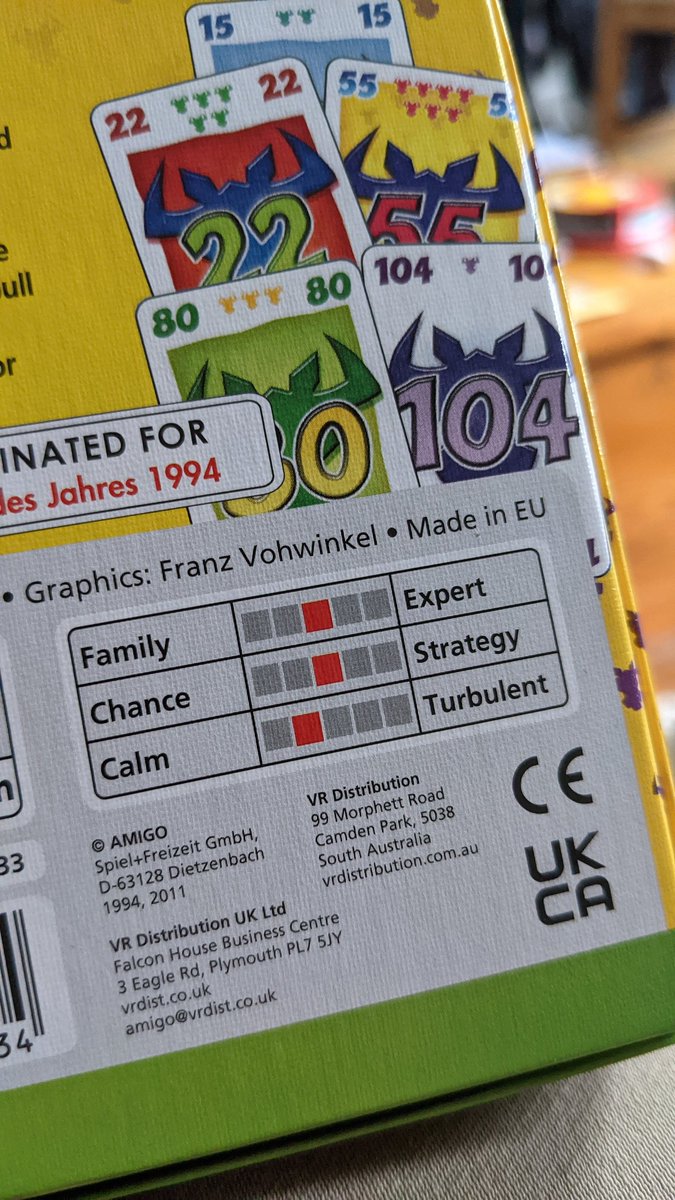 15 15
22 22
55
22
55
80 80
104
104
INATED FOR
des Jahres 1994
• Graphics: Franz Vohwinkel • Made in EU
Family Expert
Chance Strategy
Calm Turbulent
© AMIGO
Spiel+Freizeit GmbH,
D-63128 Dietzenbach
1994, 2011
VR Distribution
99 Morphett Road
Camden Park, 5038
South Australia
vrdistribution.com.au
VR Distribution UK Ltd
Falcon House Business Centre
3 Eagle Rd, Plymouth PL7 5JY
vrdist.co.uk
amigo@vrdist.co.uk
CE
UK
CA
33
34